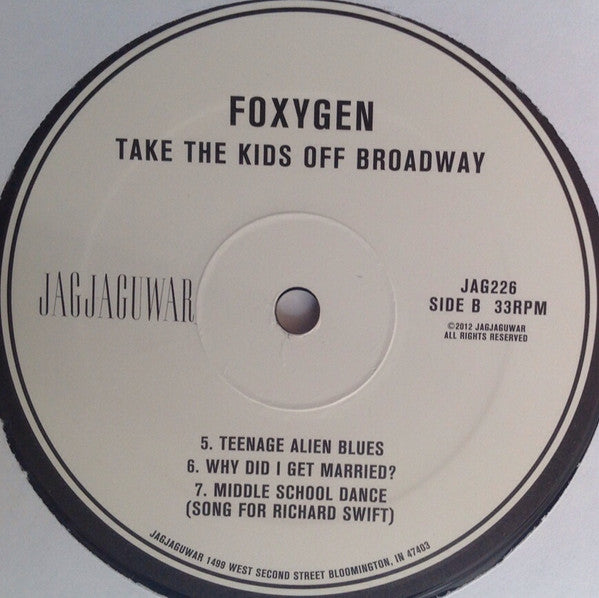 FOXYGEN
TAKE THE KIDS OFF BROADWAY
JAGJAGUWAR
JAG226
SIDE B 33RPM
©2012 JAGJAGUWAR
ALL RIGHTS RESERVED
5. TEENAGE ALIEN BLUES
6. WHY DID I GET MARRIED?
7. MIDDLE SCHOOL DANCE
(SONG FOR RICHARD SWIFT)
JAGJAGUWAR 1499 WEST SECOND STREET BLOOMINGTON, IN 47403